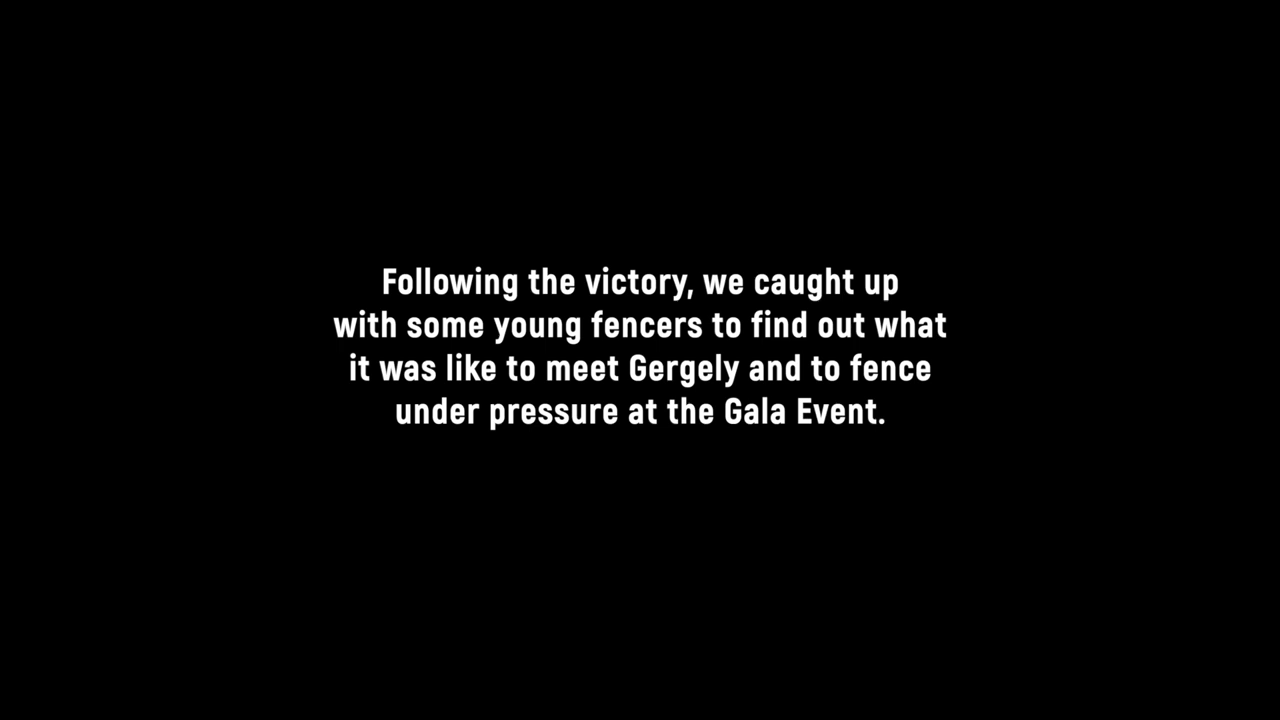 Following the victory, we caught up
with some young fencers to find out what
it was like to meet Gergely and to fence
under pressure at the Gala Event.